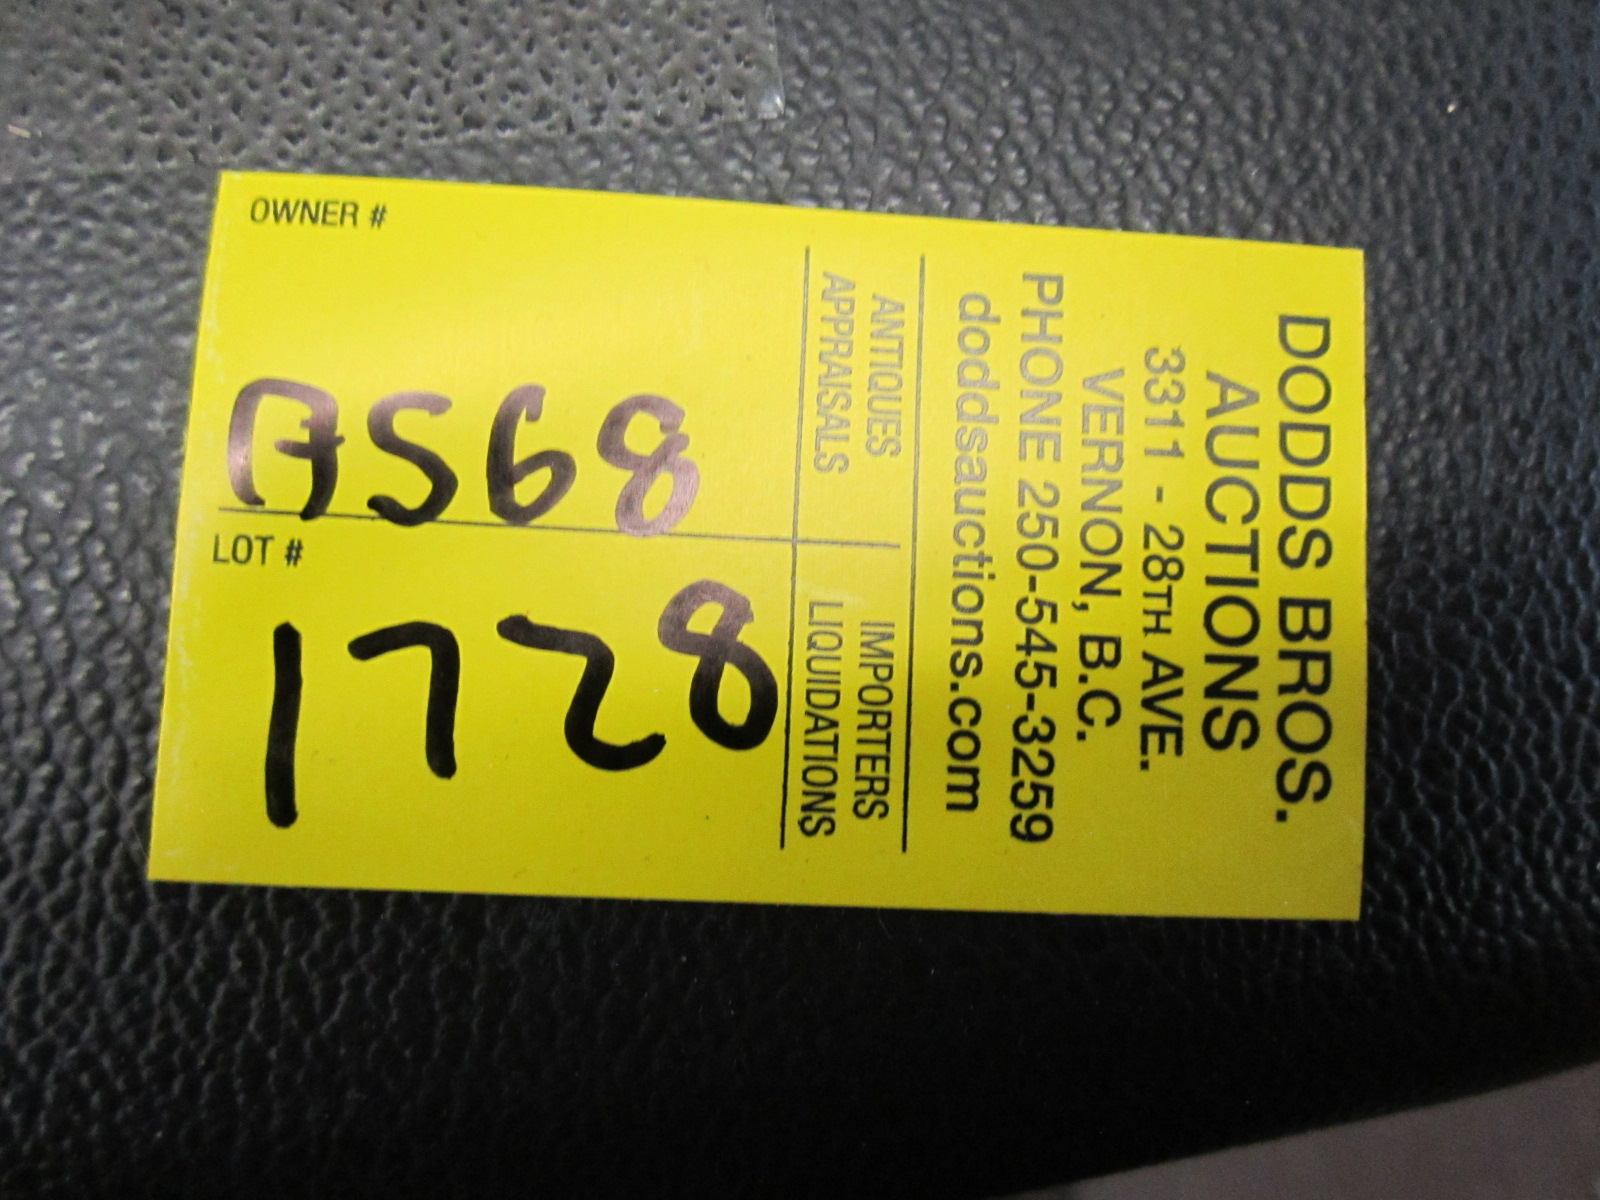 OWNER #
A568
LOT #
1728
DODDS BROS.
AUCTIONS
3311 - 28TH AVE.
VERNON, B.C.
PHONE 250-545-3259
doddsauctions.com
ANTIQUES IMPORTERS
APPRAISALS LIQUIDATIONS